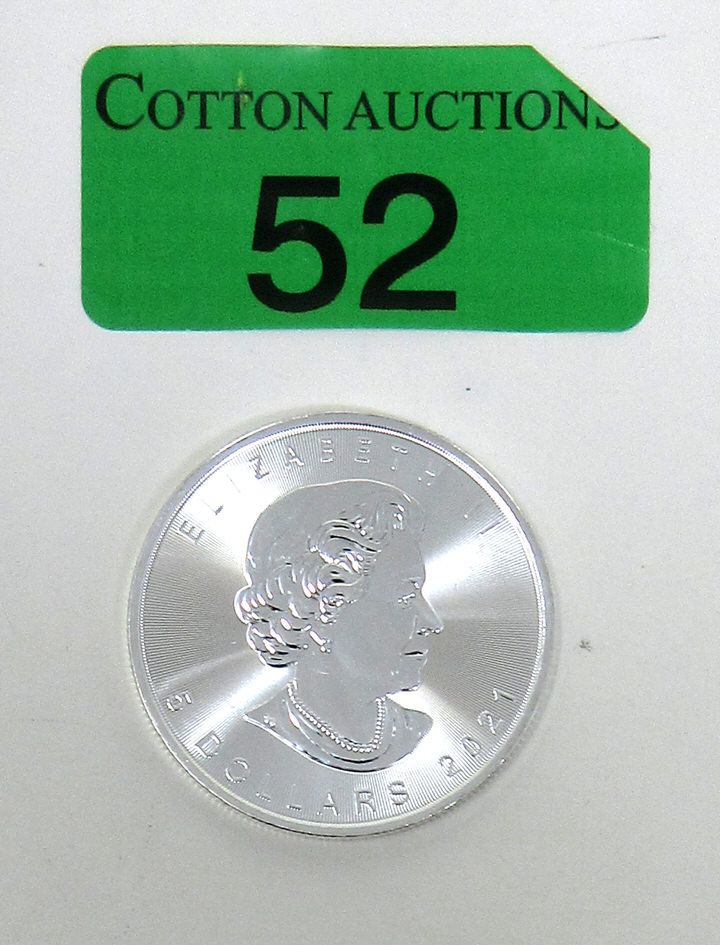 COTTON AUCTIONS
52
ELIZABETH II
5 DOLLARS 2021